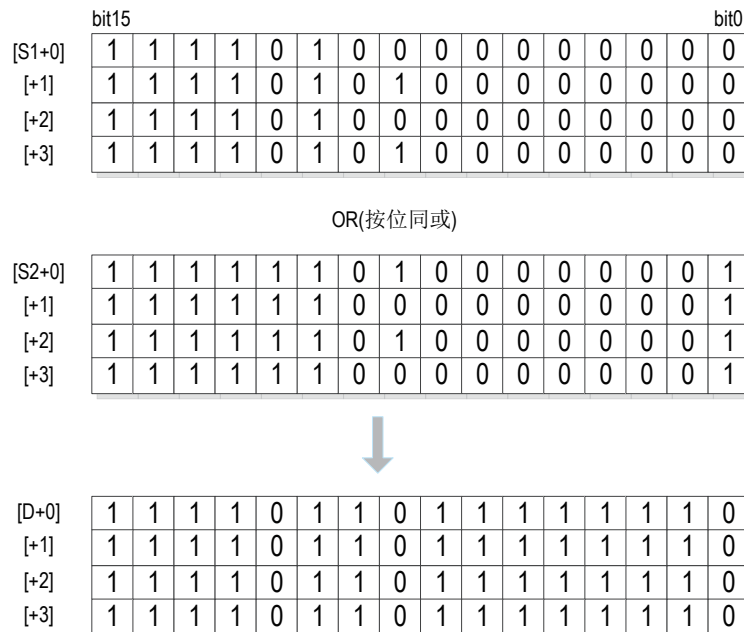 bit15 bit0
[S1+0] 1 1 1 1 0 1 0 0 0 0 0 0 0 0 0 0
[+1] 1 1 1 1 0 1 0 1 0 0 0 0 0 0 0 0
[+2] 1 1 1 1 0 1 0 0 0 0 0 0 0 0 0 0
[+3] 1 1 1 1 0 1 0 1 0 0 0 0 0 0 0 0
OR(按位同或)
[S2+0] 1 1 1 1 1 1 0 1 0 0 0 0 0 0 0 1
[+1] 1 1 1 1 1 1 0 0 0 0 0 0 0 0 0 1
[+2] 1 1 1 1 1 1 0 1 0 0 0 0 0 0 0 1
[+3] 1 1 1 1 1 1 0 0 0 0 0 0 0 0 0 1
[D+0] 1 1 1 1 0 1 1 0 1 1 1 1 1 1 1 0
[+1] 1 1 1 1 0 1 1 0 1 1 1 1 1 1 1 0
[+2] 1 1 1 1 0 1 1 0 1 1 1 1 1 1 1 0
[+3] 1 1 1 1 0 1 1 0 1 1 1 1 1 1 1 0